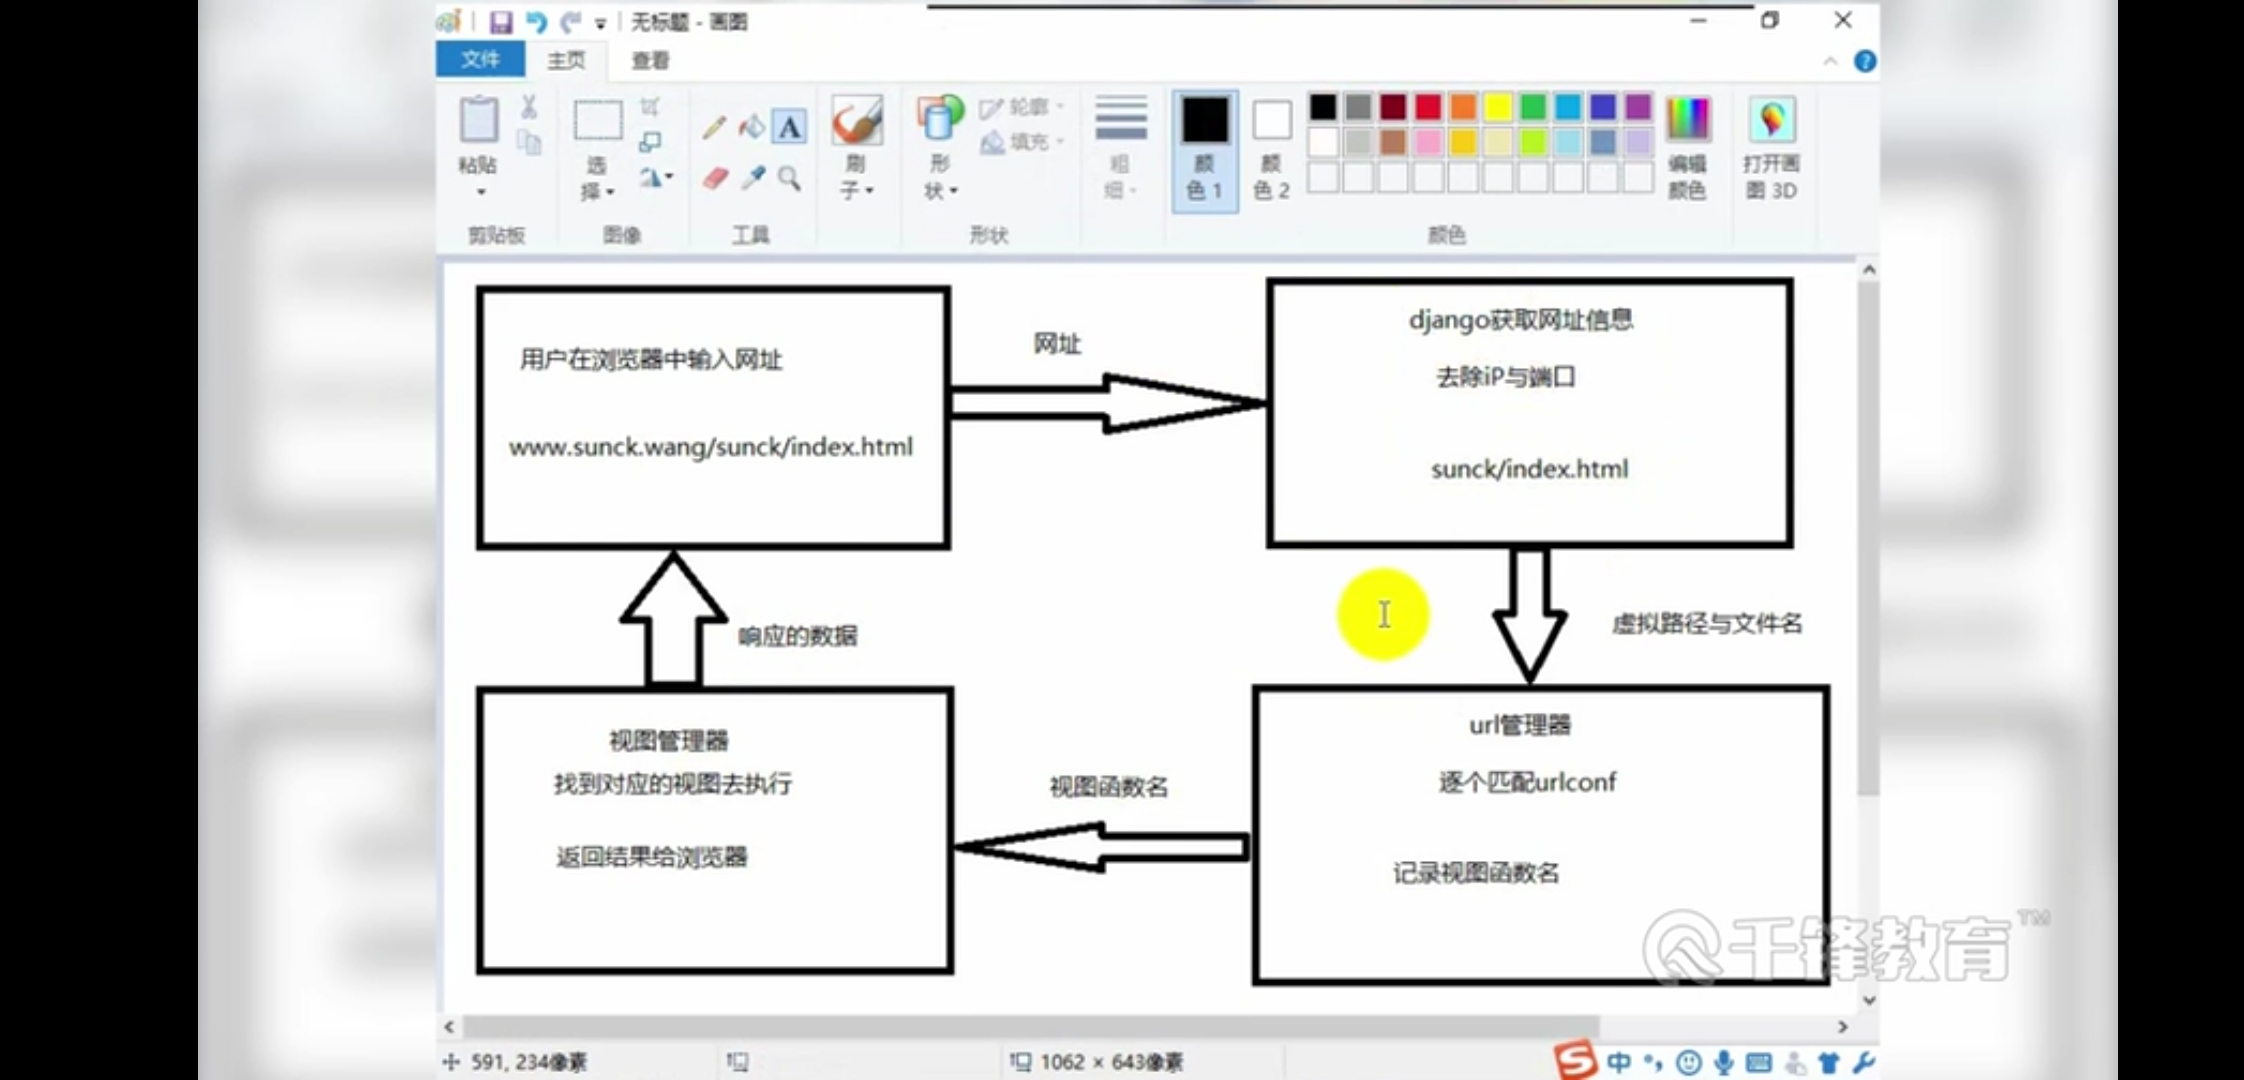 无标题 - 画图
文件 主页 查看
粘贴
选择
刷子
形状
轮廓
填充
粗细
颜色 1
颜色 2
编辑颜色
打开画图 3D
剪贴板 图像 工具 形状 颜色
用户在浏览器中输入网址
www.sunck.wang/sunck/index.html
网址
django获取网址信息
去除iP与端口
sunck/index.html
响应的数据
虚拟路径与文件名
视图管理器
找到对应的视图去执行
返回结果给浏览器
视图函数名
url管理器
逐个匹配urlconf
记录视图函数名
千锋教育™
591, 234像素
1062 × 643像素
中